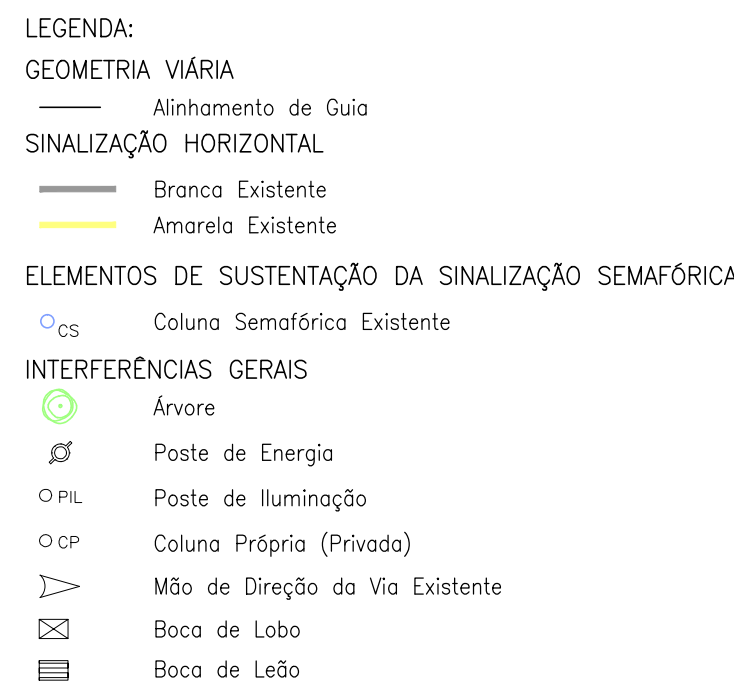 LEGENDA:
GEOMETRIA VIÁRIA
Alinhamento de Guia
SINALIZAÇÃO HORIZONTAL
Branca Existente
Amarela Existente
ELEMENTOS DE SUSTENTAÇÃO DA SINALIZAÇÃO SEMAFÓRICA
CS Coluna Semafórica Existente
INTERFERÊNCIAS GERAIS
Árvore
Poste de Energia
PIL Poste de Iluminação
CP Coluna Própria (Privada)
Mão de Direção da Via Existente
Boca de Lobo
Boca de Leão